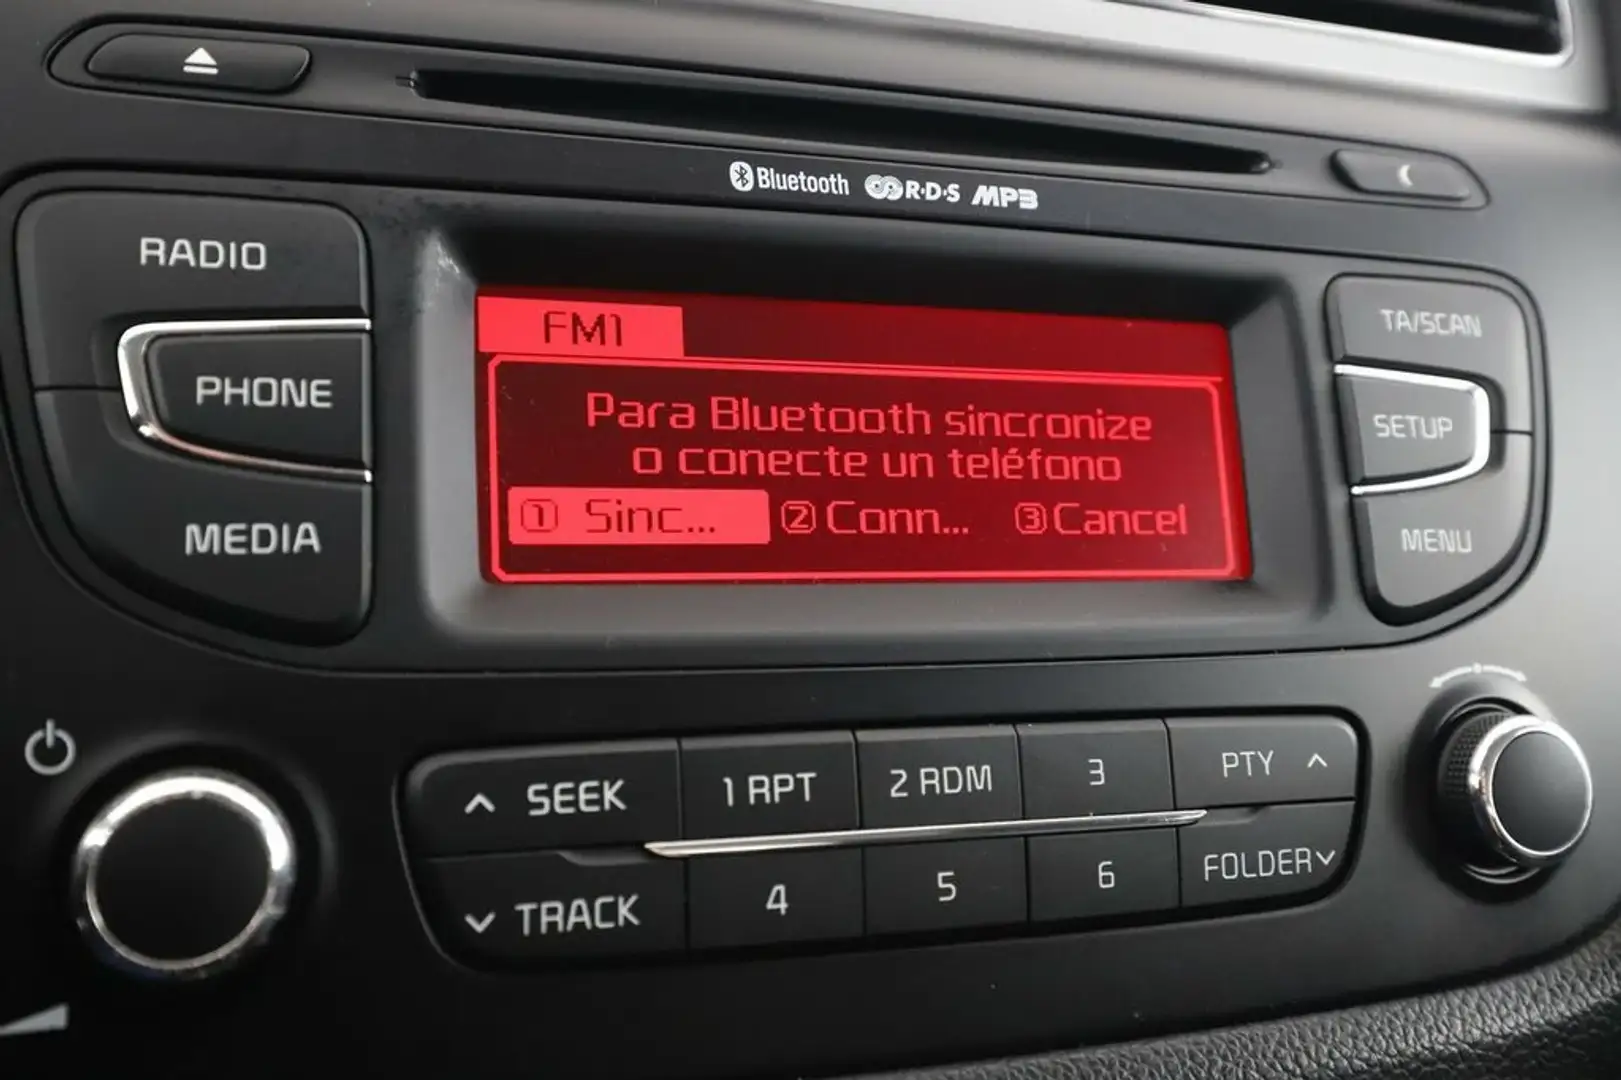 Bluetooth R·D·S MP3
RADIO
PHONE
MEDIA
FM1
Para Bluetooth sincronize
o conecte un teléfono
1 Sinc... 2 Conn... 3 Cancel
TA/SCAN
SETUP
MENU
SEEK 1 RPT 2 RDM 3 PTY
TRACK 4 5 6 FOLDER